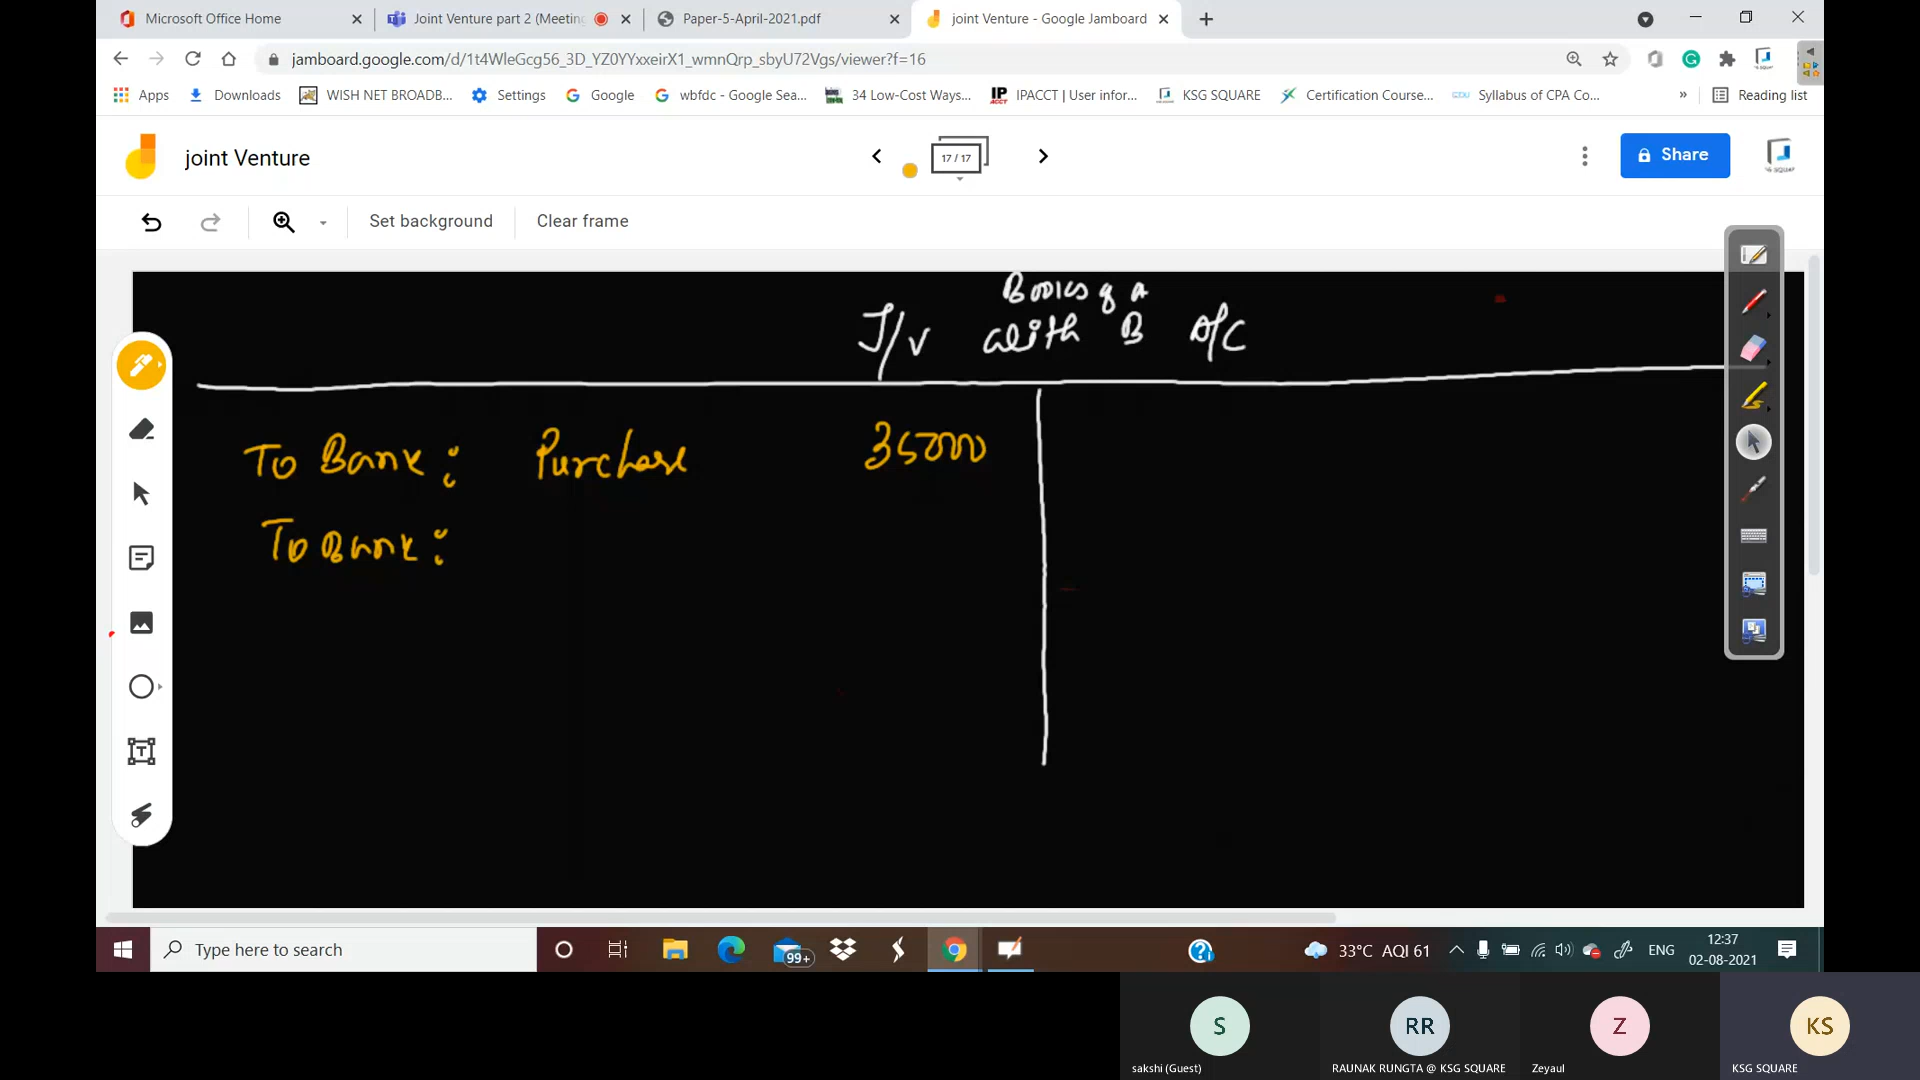 Microsoft Office Home
Joint Venture part 2 (Meetin
Paper-5-April-2021.pdf
joint Venture - Google Jamboard
jamboard.google.com/d/1t4WleGcg56_3D_YZ0YYxxeirX1_wmnQrp_sbyU72Vgs/viewer?f=16
Apps
Downloads
WISH NET BROADB...
Settings
Google
wbfdc - Google Sea...
34 Low-Cost Ways...
IPACCT | User infor...
KSG SQUARE
Certification Course...
Syllabus of CPA Co...
»
Reading list
joint Venture
17 / 17
Share
Set background
Clear frame
Books of A
J/V with B A/C
To Bank: Purchase 35000
To Bank:
Type here to search
99+
33°C AQI 61
ENG
12:37
02-08-2021
S
RR
Z
KS
sakshi (Guest)
RAUNAK RUNGTA @ KSG SQUARE
Zeyaul
KSG SQUARE